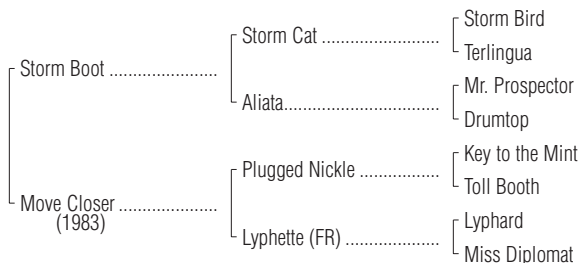 Storm Bird
Storm Cat ........................
Terlingua
Storm Boot ......................
Mr. Prospector
Aliata................................
Drumtop
Key to the Mint
Plugged Nickle ................
Toll Booth
Move Closer ....................
(1983)
Lyphard
Lyphette (FR) ...................
Miss Diplomat